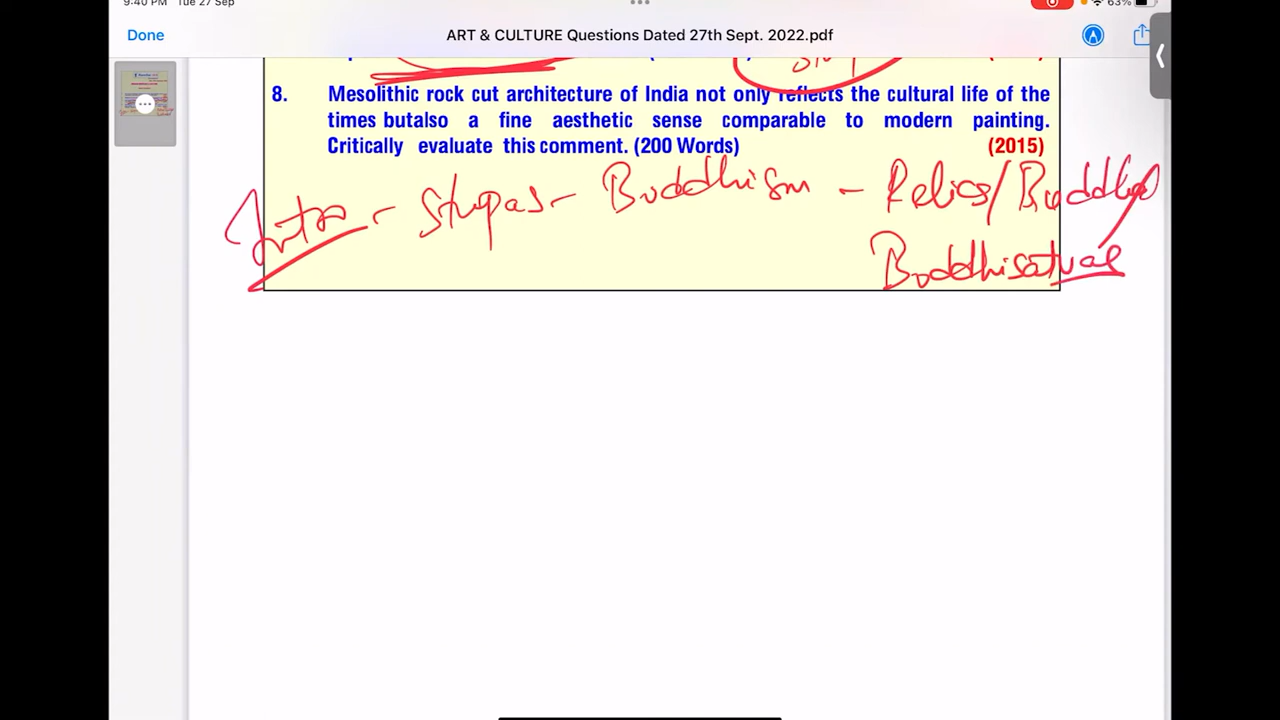 9:40 PM Tue 27 Sep
63%
Done
ART & CULTURE Questions Dated 27th Sept. 2022.pdf
8. Mesolithic rock cut architecture of India not only reflects the cultural life of the
times butalso a fine aesthetic sense comparable to modern painting.
Critically evaluate this comment. (200 Words) (2015)
Intro - Stupas - Buddhism - Relics/Buddha/
Buddhisatvas